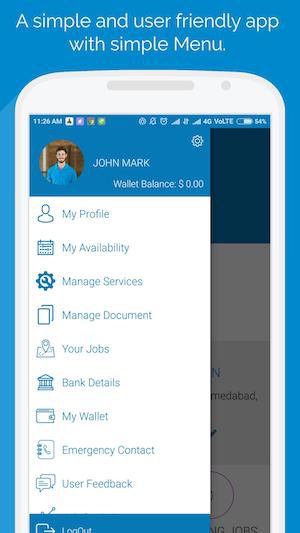 A simple and user friendly app
with simple Menu.
11:26 AM
4G VoLTE 54%
JOHN MARK
Wallet Balance: $ 0.00
My Profile
My Availability
Manage Services
Manage Document
Your Jobs
Bank Details
medabad,
My Wallet
Emergency Contact
User Feedback
LogOut
NG JOBS